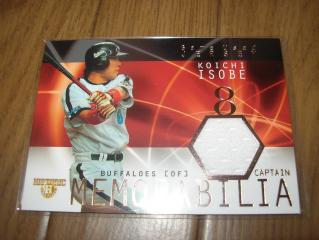 KOICHI
ISOBE
8
BUFFALOES [OF]
CAPTAIN
MEMORABILIA